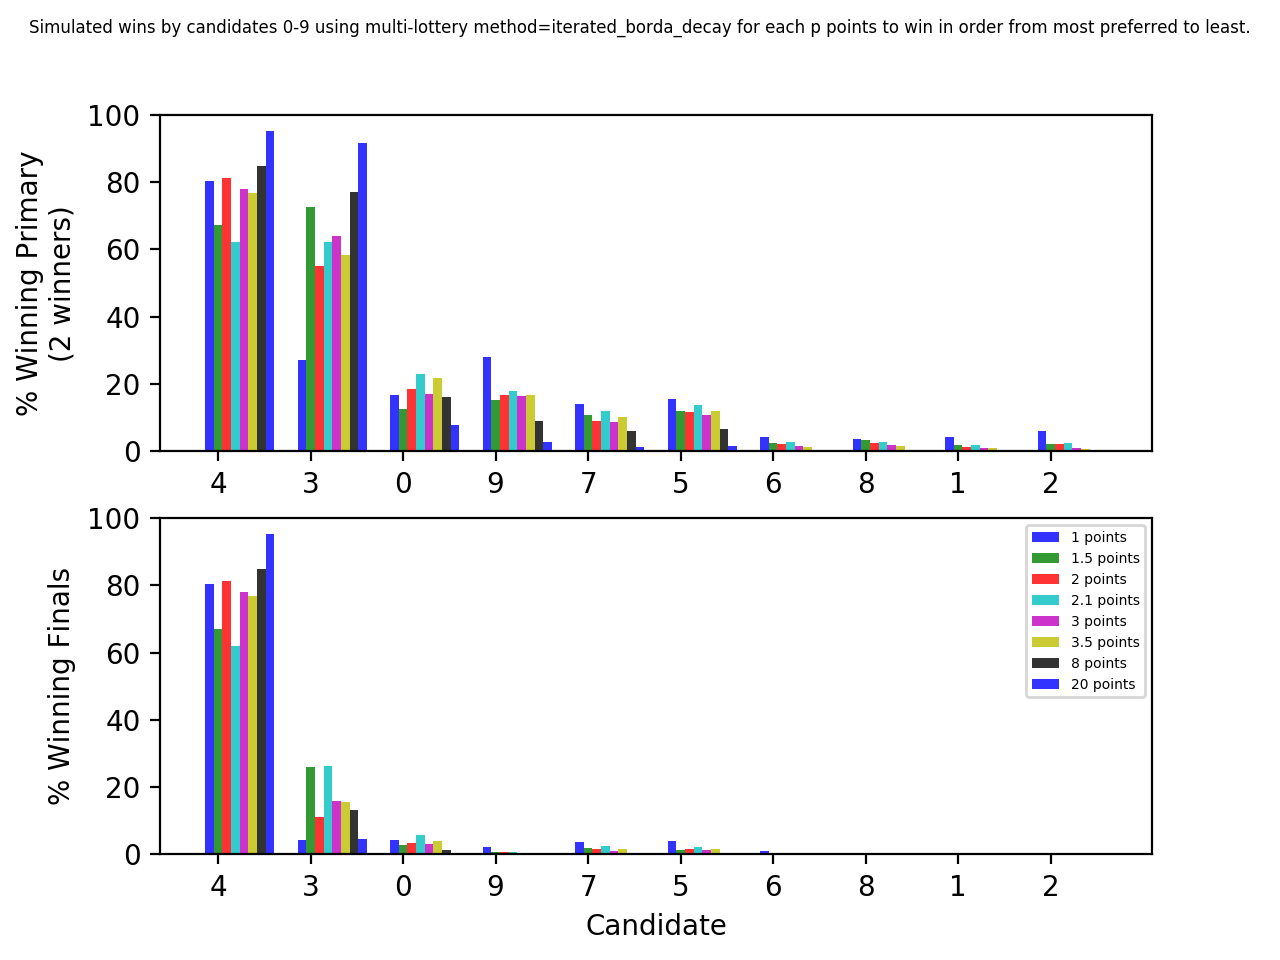 Simulated wins by candidates 0-9 using multi-lottery method=iterated_borda_decay for each p points to win in order from most preferred to least.
% Winning Primary
(2 winners)
100
80
60
40
20
0
4 3 0 9 7 5 6 8 1 2
% Winning Finals
100
80
60
40
20
0
1 points
1.5 points
2 points
2.1 points
3 points
3.5 points
8 points
20 points
4 3 0 9 7 5 6 8 1 2
Candidate